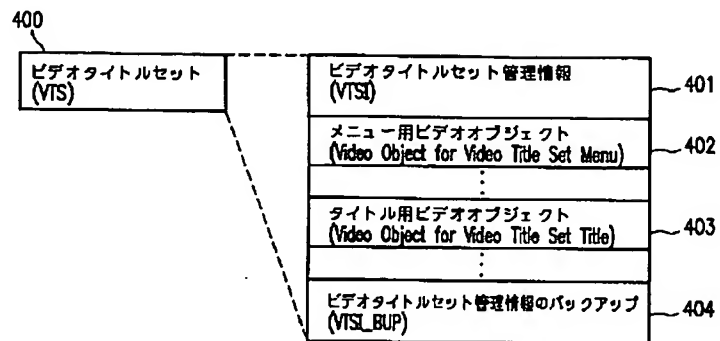 400
ビデオタイトルセット
(VTS)
ビデオタイトルセット管理情報
(VTSI)
401
メニュー用ビデオオブジェクト
(Video Object for Video Title Set Menu)
402
タイトル用ビデオオブジェクト
(Video Object for Video Title Set Title)
403
ビデオタイトルセット管理情報のバックアップ
(VTSI_BUP)
404